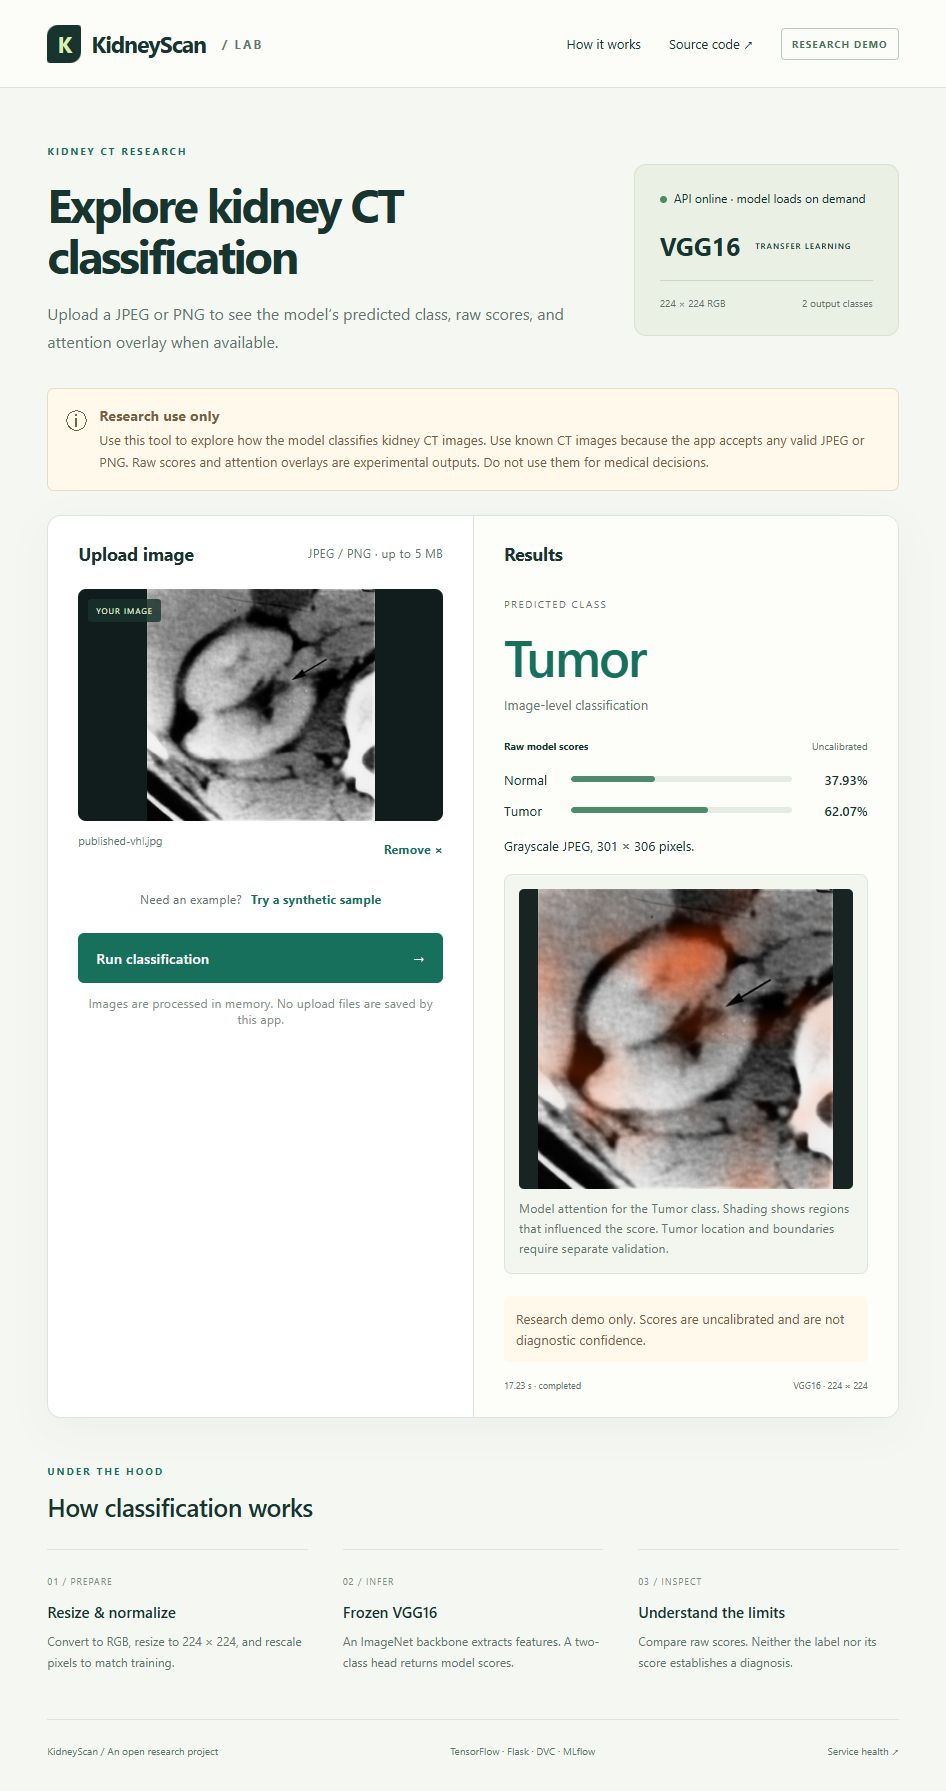 K KidneyScan / LAB
How it works
Source code ↗
RESEARCH DEMO
KIDNEY CT RESEARCH
Explore kidney CT
classification
Upload a JPEG or PNG to see the model's predicted class, raw scores, and
attention overlay when available.
API online · model loads on demand
VGG16 TRANSFER LEARNING
224 × 224 RGB
2 output classes
Research use only
Use this tool to explore how the model classifies kidney CT images. Use known CT images because the app accepts any valid JPEG or
PNG. Raw scores and attention overlays are experimental outputs. Do not use them for medical decisions.
Upload image
JPEG / PNG · up to 5 MB
YOUR IMAGE
published-vhl.jpg
Remove ×
Need an example? Try a synthetic sample
Run classification →
Images are processed in memory. No upload files are saved by
this app.
Results
PREDICTED CLASS
Tumor
Image-level classification
Raw model scores
Uncalibrated
Normal 37.93%
Tumor 62.07%
Grayscale JPEG, 301 × 306 pixels.
Model attention for the Tumor class. Shading shows regions
that influenced the score. Tumor location and boundaries
require separate validation.
Research demo only. Scores are uncalibrated and are not
diagnostic confidence.
17.23 s · completed
VGG16 · 224 × 224
UNDER THE HOOD
How classification works
01 / PREPARE
Resize & normalize
Convert to RGB, resize to 224 × 224, and rescale
pixels to match training.
02 / INFER
Frozen VGG16
An ImageNet backbone extracts features. A two-
class head returns model scores.
03 / INSPECT
Understand the limits
Compare raw scores. Neither the label nor its
score establishes a diagnosis.
KidneyScan / An open research project
TensorFlow · Flask · DVC · MLflow
Service health ↗